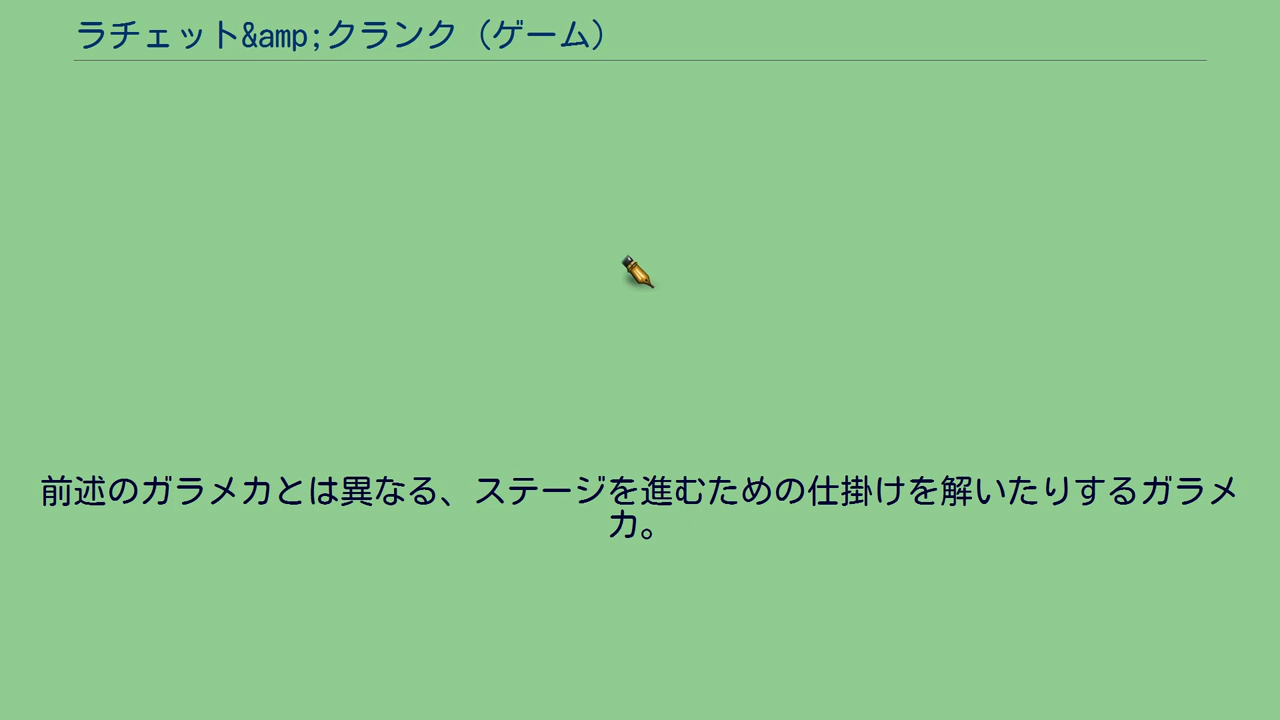 ラチェット&amp;クランク（ゲーム）
前述のガラメカとは異なる、ステージを進むための仕掛けを解いたりするガラメ
カ。